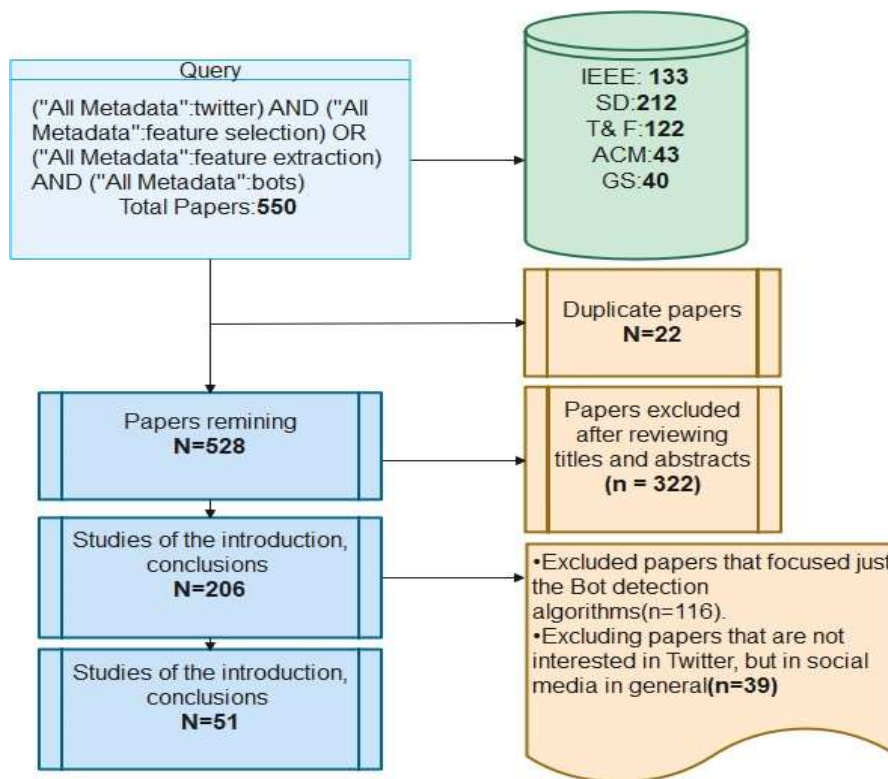 Query
("All Metadata":twitter) AND ("All
Metadata":feature selection) OR
("All Metadata":feature extraction)
AND ("All Metadata":bots)
Total Papers:550
IEEE: 133
SD:212
T& F:122
ACM:43
GS:40
Duplicate papers
N=22
Papers remining
N=528
Papers excluded
after reviewing
titles and abstracts
(n = 322)
Studies of the introduction,
conclusions
N=206
•Excluded papers that focused just
the Bot detection
algorithms(n=116).
•Excluding papers that are not
interested in Twitter, but in social
media in general(n=39)
Studies of the introduction,
conclusions
N=51